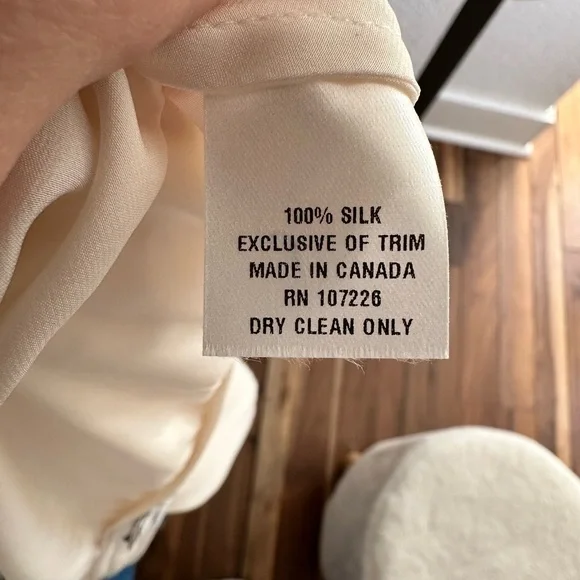 100% SILK
EXCLUSIVE OF TRIM
MADE IN CANADA
RN 107226
DRY CLEAN ONLY